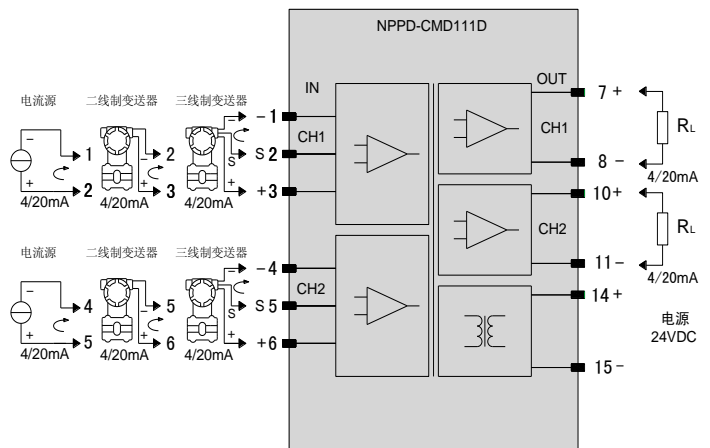 NPPD-CMD111D
IN
OUT
电流源 二线制变送器 三线制变送器
CH1
CH1
− − 1
− 1 − 2 S S 2
+ 2 + 3 + +3
4/20mA 4/20mA 4/20mA
7+
8−
RL
4/20mA
电流源 二线制变送器 三线制变送器
CH2
CH2
− −4
− 4 − 5 S S 5
+ 5 + 6 + +6
4/20mA 4/20mA 4/20mA
10+
11−
RL
4/20mA
14+
电源
24VDC
15−